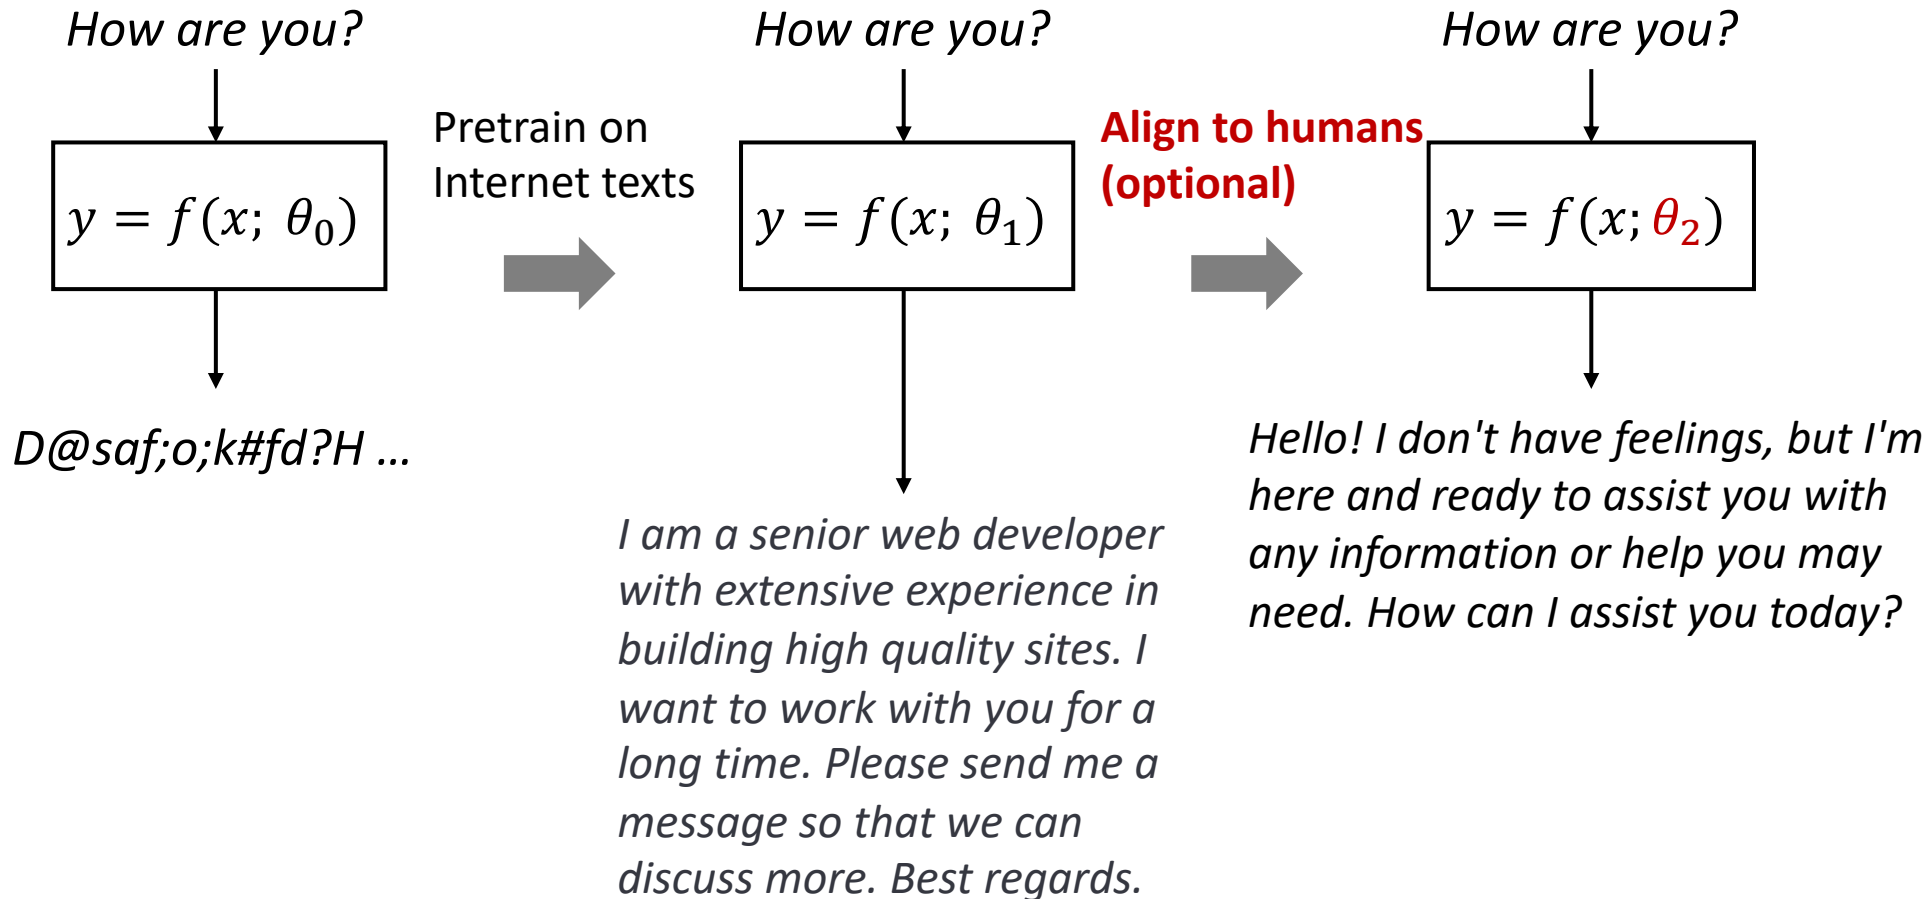 How are you?
y = f(x; θ₀)
D@saf;o;k#fd?H ...
Pretrain on
Internet texts
How are you?
y = f(x; θ₁)
I am a senior web developer
with extensive experience in
building high quality sites. I
want to work with you for a
long time. Please send me a
message so that we can
discuss more. Best regards.
Align to humans
(optional)
How are you?
y = f(x; θ₂)
Hello! I don't have feelings, but I'm
here and ready to assist you with
any information or help you may
need. How can I assist you today?